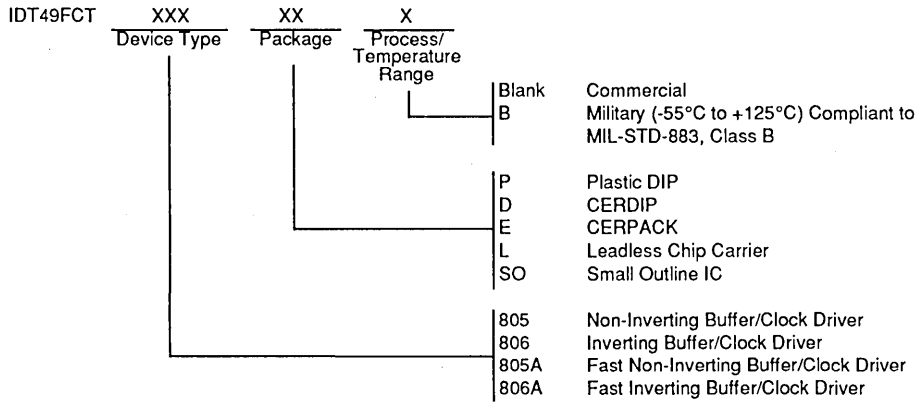 IDT49FCT XXX XX X
Device Type Package Process/
Temperature
Range
Blank Commercial
B Military (-55°C to +125°C) Compliant to
MIL-STD-883, Class B
P Plastic DIP
D CERDIP
E CERPACK
L Leadless Chip Carrier
SO Small Outline IC
805 Non-Inverting Buffer/Clock Driver
806 Inverting Buffer/Clock Driver
805A Fast Non-Inverting Buffer/Clock Driver
806A Fast Inverting Buffer/Clock Driver